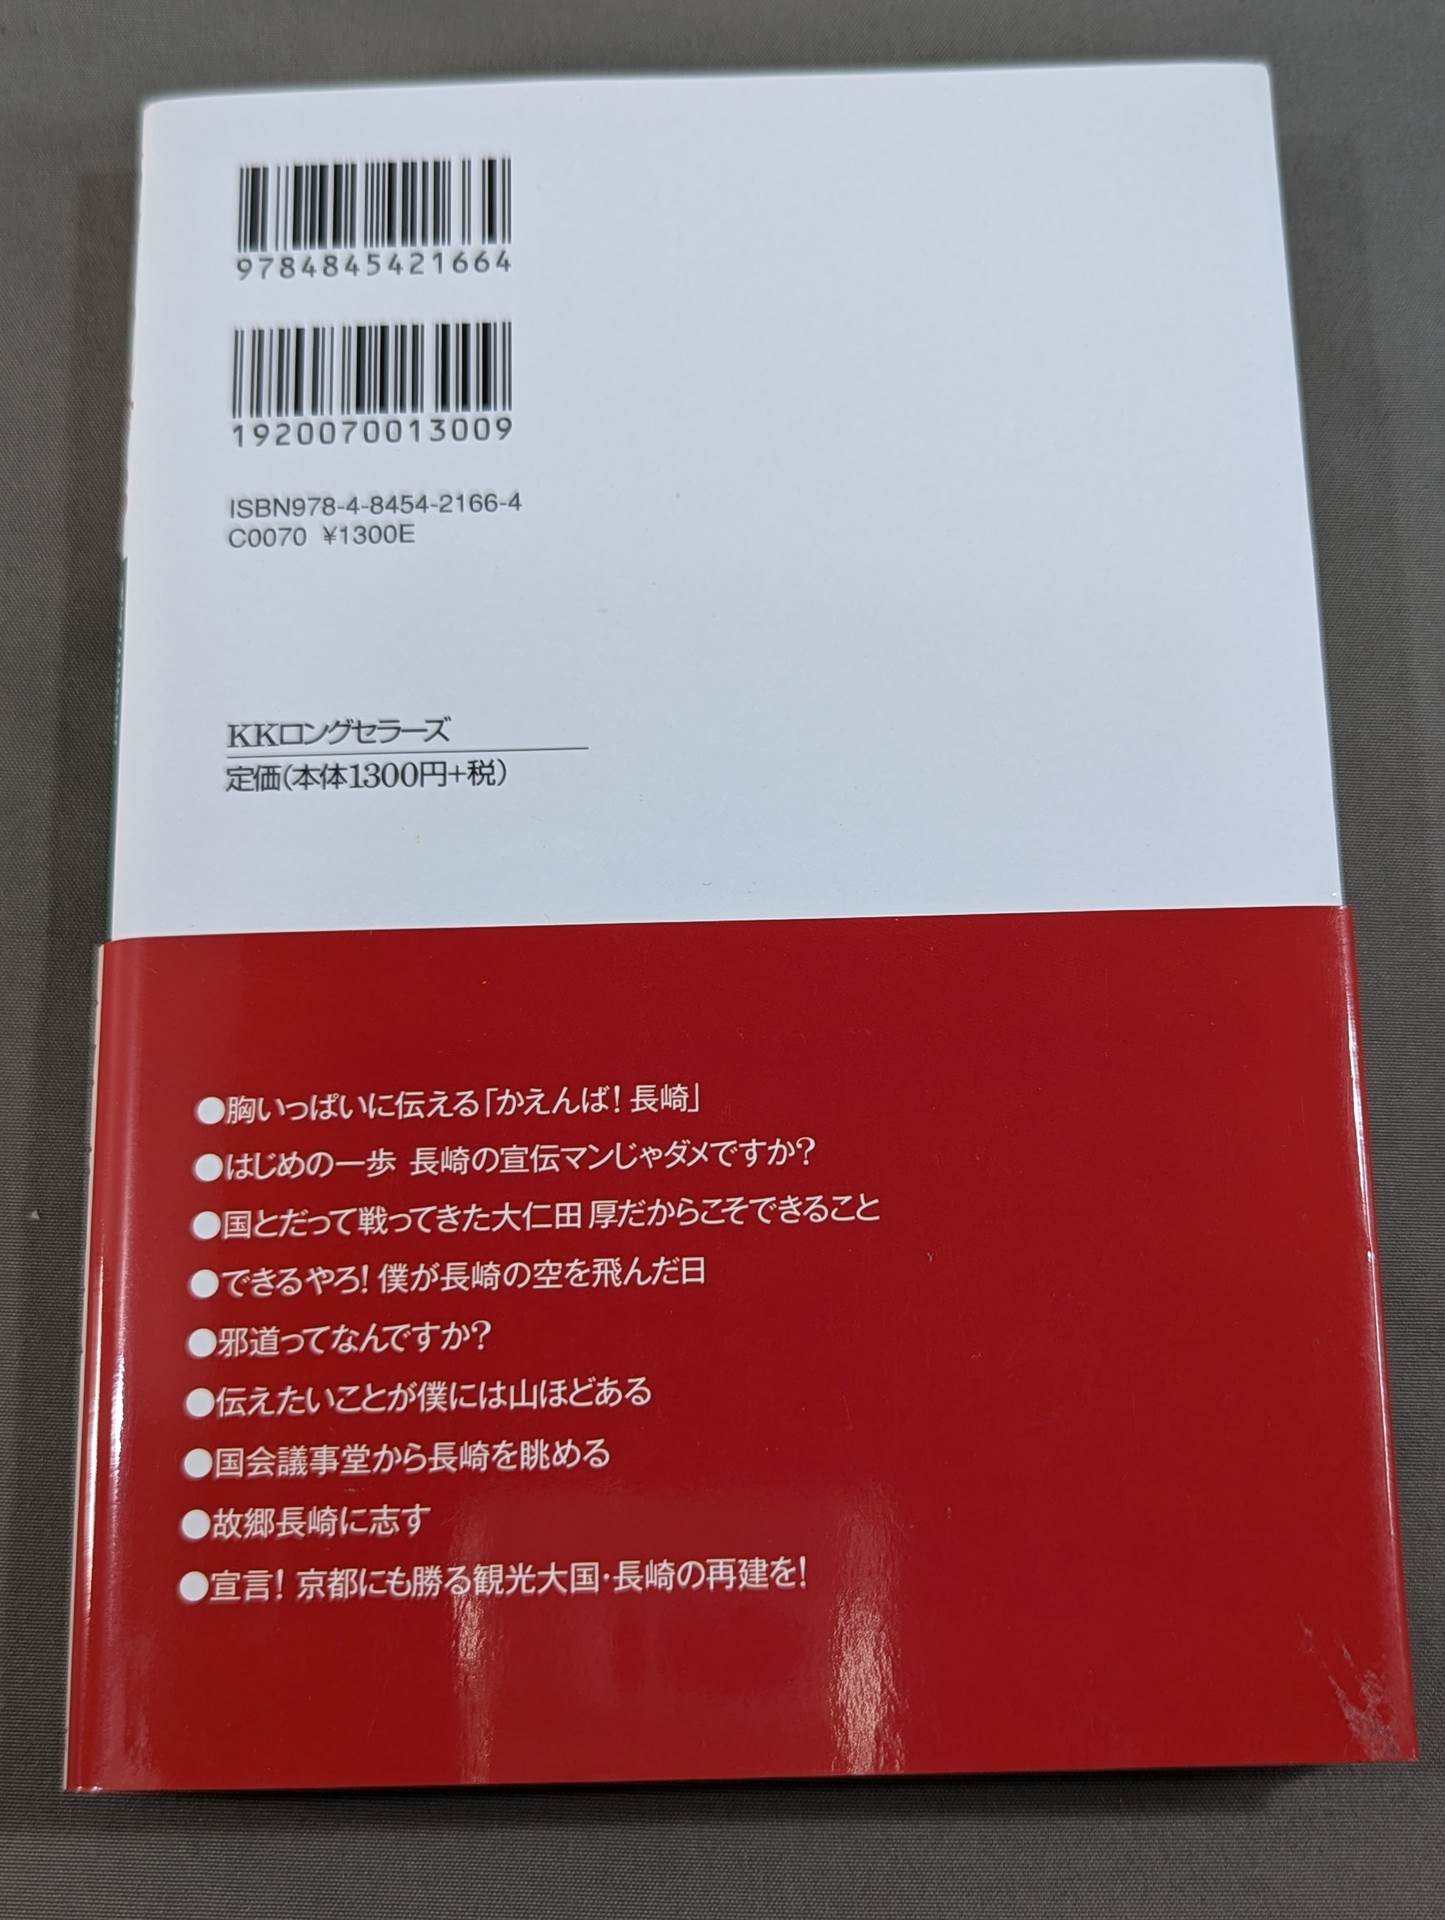 9784845421664
1920070013009
ISBN978-4-8454-2166-4
C0070 ¥1300E
KKロングセラーズ
定価(本体1300円+税)
●胸いっぱいに伝える「かえんば！長崎」
●はじめの一歩 長崎の宣伝マンじゃダメですか？
●国とだって戦ってきた大仁田 厚だからこそできること
●できるやろ！僕が長崎の空を飛んだ日
●邪道ってなんですか？
●伝えたいことが僕には山ほどある
●国会議事堂から長崎を眺める
●故郷長崎に志す
●宣言！京都にも勝る観光大国・長崎の再建を！